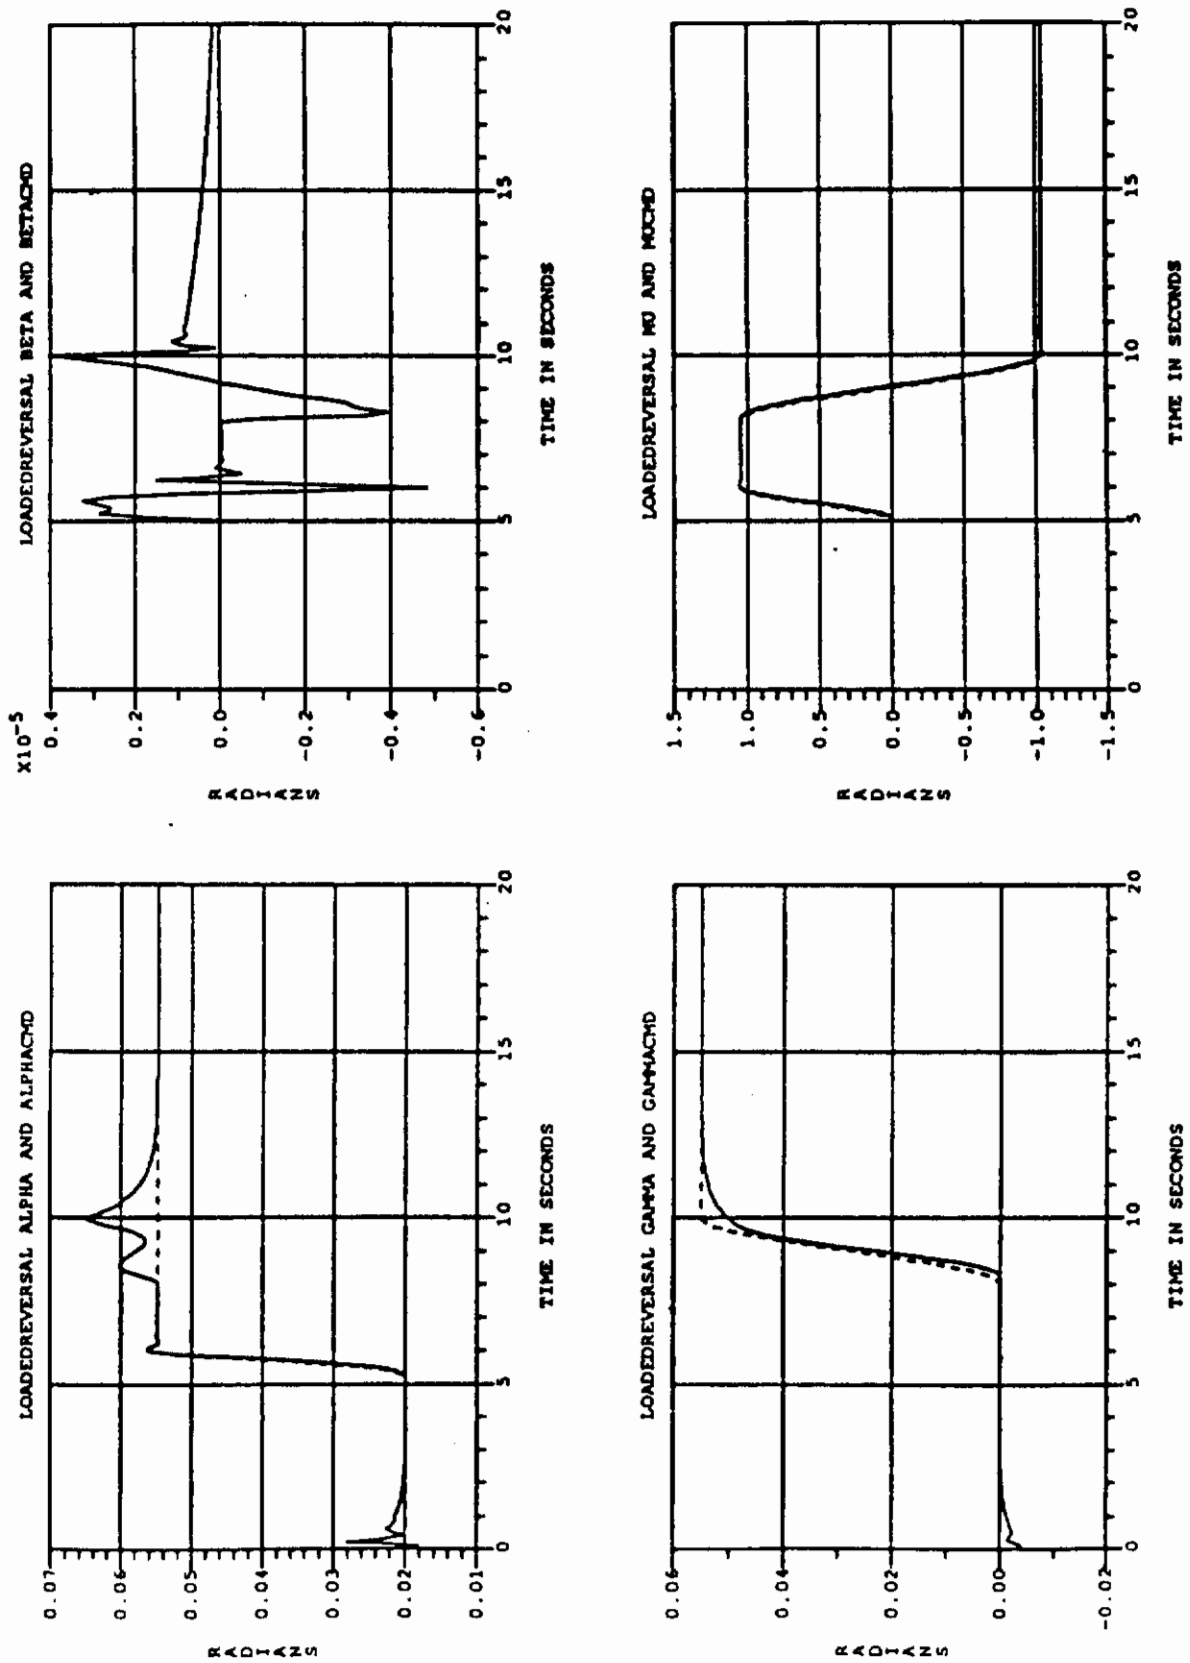 LOADEDREVERSAL ALPHA AND ALPHACMD
0.07
0.06
0.05
0.04
0.03
0.02
0.01
RADIANS
0 5 10 15 20
TIME IN SECONDS
LOADEDREVERSAL BETA AND BETACMD
X10-5
0.4
0.2
0.0
-0.2
-0.4
-0.6
RADIANS
0 5 10 15 20
TIME IN SECONDS
LOADEDREVERSAL GAMMA AND GAMMACMD
0.06
0.04
0.02
0.00
-0.02
RADIANS
0 5 10 15 20
TIME IN SECONDS
LOADEDREVERSAL MU AND MUCMD
1.5
1.0
0.5
0.0
-0.5
-1.0
-1.5
RADIANS
0 5 10 15 20
TIME IN SECONDS